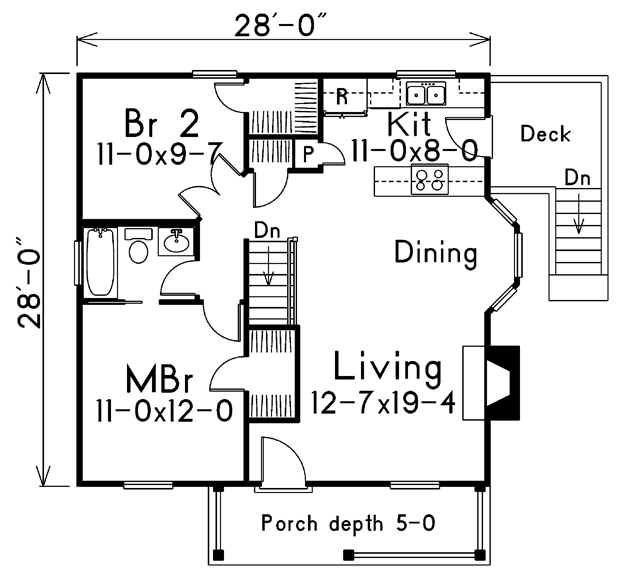 28'-0"
28'-0"
Br 2
11-0x9-7
R
Kit
11-0x8-0
P
Deck
Dn
Dn
Dining
MBr
11-0x12-0
Living
12-7x19-4
Porch depth 5-0